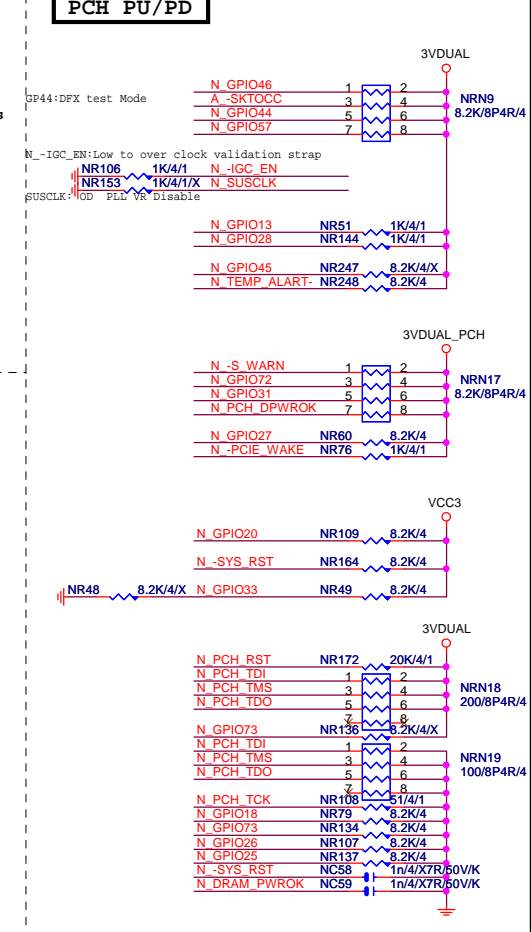 PCH PU/PD
3VDUAL
N_GPIO46 1 2 NRN9
GP44:DFX test Mode A_-SKTOCC 3 4 8.2K/8P4R/4
s N_GPIO44 5 6
N_GPIO57 7 8
N_-IGC_EN:Low to over clock validation strap
NR106 1K/4/1 N_-IGC_EN
NR153 1K/4/1/X N_SUSCLK
SUSCLK: OD PLL VR Disable
N_GPIO13 NR51 1K/4/1
N_GPIO28 NR144 1K/4/1
N_GPIO45 NR247 8.2K/4/X
N_TEMP_ALART- NR248 8.2K/4
3VDUAL_PCH
N_-S_WARN 1 2
N_GPIO72 3 4 NRN17
N_GPIO31 5 6 8.2K/8P4R/4
N_PCH_DPWROK 7 8
N_GPIO27 NR60 8.2K/4
N_-PCIE_WAKE NR76 1K/4/1
VCC3
N_GPIO20 NR109 8.2K/4
N_-SYS_RST NR164 8.2K/4
NR48 8.2K/4/X N_GPIO33 NR49 8.2K/4
3VDUAL
N_PCH_RST NR172 20K/4/1
N_PCH_TDI 1 2
N_PCH_TMS 3 4 NRN18
N_PCH_TDO 5 6 200/8P4R/4
7 8
N_GPIO73 NR136 8.2K/4/X
N_PCH_TDI 1 2
N_PCH_TMS 3 4 NRN19
N_PCH_TDO 5 6 100/8P4R/4
7 8
N_PCH_TCK NR108 51/4/1
N_GPIO18 NR79 8.2K/4
N_GPIO73 NR134 8.2K/4
N_GPIO26 NR107 8.2K/4
N_GPIO25 NR137 8.2K/4
N_-SYS_RST NC58 1n/4/X7R/50V/K
N_DRAM_PWROK NC59 1n/4/X7R/50V/K